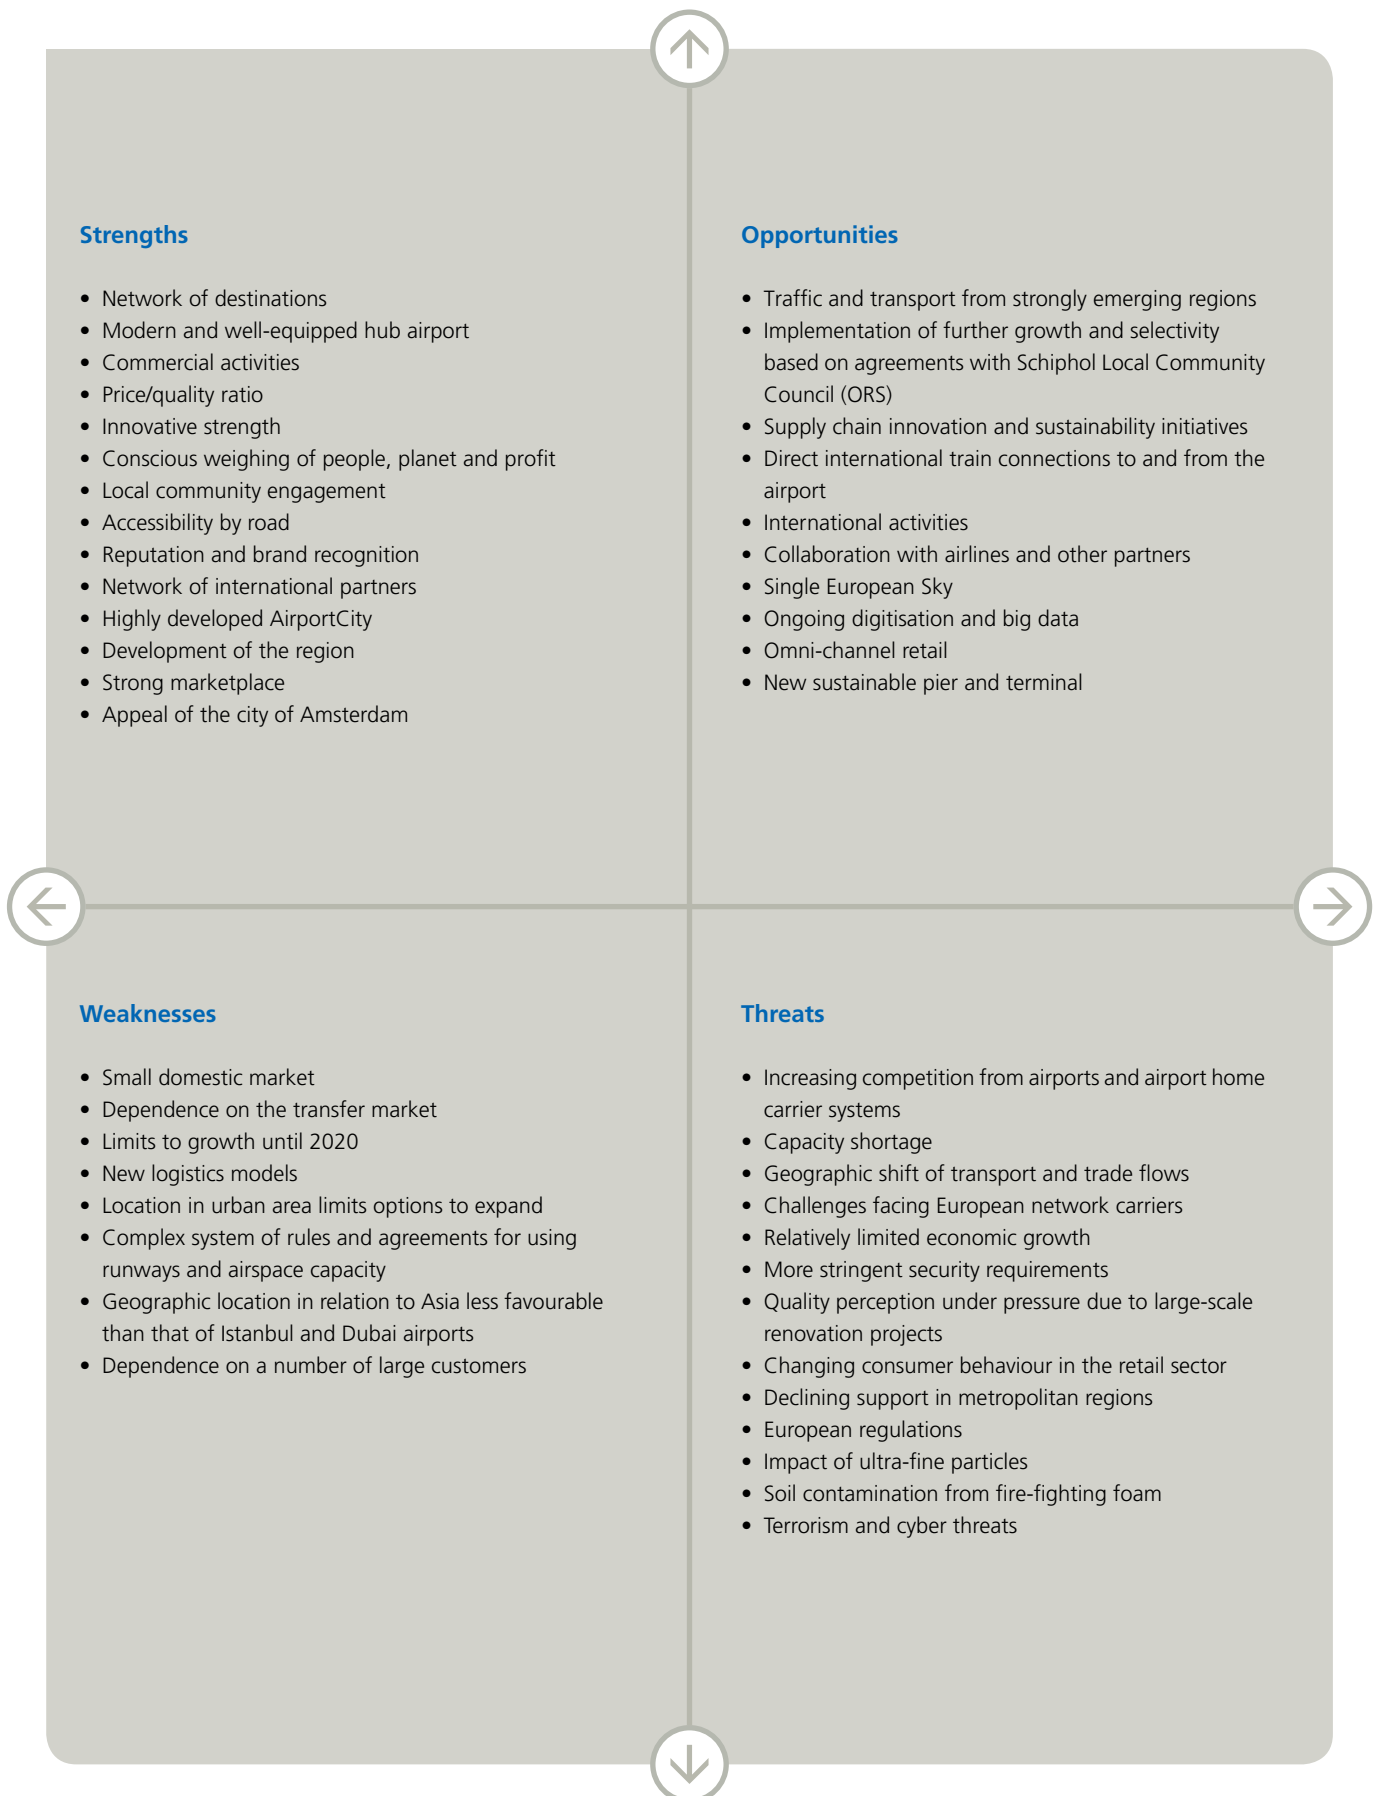 Strengths
• Network of destinations
• Modern and well-equipped hub airport
• Commercial activities
• Price/quality ratio
• Innovative strength
• Conscious weighing of people, planet and profit
• Local community engagement
• Accessibility by road
• Reputation and brand recognition
• Network of international partners
• Highly developed AirportCity
• Development of the region
• Strong marketplace
• Appeal of the city of Amsterdam
Opportunities
• Traffic and transport from strongly emerging regions
• Implementation of further growth and selectivity
based on agreements with Schiphol Local Community
Council (ORS)
• Supply chain innovation and sustainability initiatives
• Direct international train connections to and from the
airport
• International activities
• Collaboration with airlines and other partners
• Single European Sky
• Ongoing digitisation and big data
• Omni-channel retail
• New sustainable pier and terminal
Weaknesses
• Small domestic market
• Dependence on the transfer market
• Limits to growth until 2020
• New logistics models
• Location in urban area limits options to expand
• Complex system of rules and agreements for using
runways and airspace capacity
• Geographic location in relation to Asia less favourable
than that of Istanbul and Dubai airports
• Dependence on a number of large customers
Threats
• Increasing competition from airports and airport home
carrier systems
• Capacity shortage
• Geographic shift of transport and trade flows
• Challenges facing European network carriers
• Relatively limited economic growth
• More stringent security requirements
• Quality perception under pressure due to large-scale
renovation projects
• Changing consumer behaviour in the retail sector
• Declining support in metropolitan regions
• European regulations
• Impact of ultra-fine particles
• Soil contamination from fire-fighting foam
• Terrorism and cyber threats